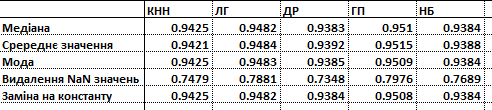 КНН ЛГ ДР ГП НБ
Медіана 0.9425 0.9482 0.9383 0.951 0.9384
Сререднє значення 0.9421 0.9484 0.9392 0.9515 0.9388
Мода 0.9425 0.9483 0.9385 0.9509 0.9384
Видалення NaN значень 0.7479 0.7881 0.7348 0.7976 0.7689
Заміна на константу 0.9425 0.9482 0.9384 0.9508 0.9384